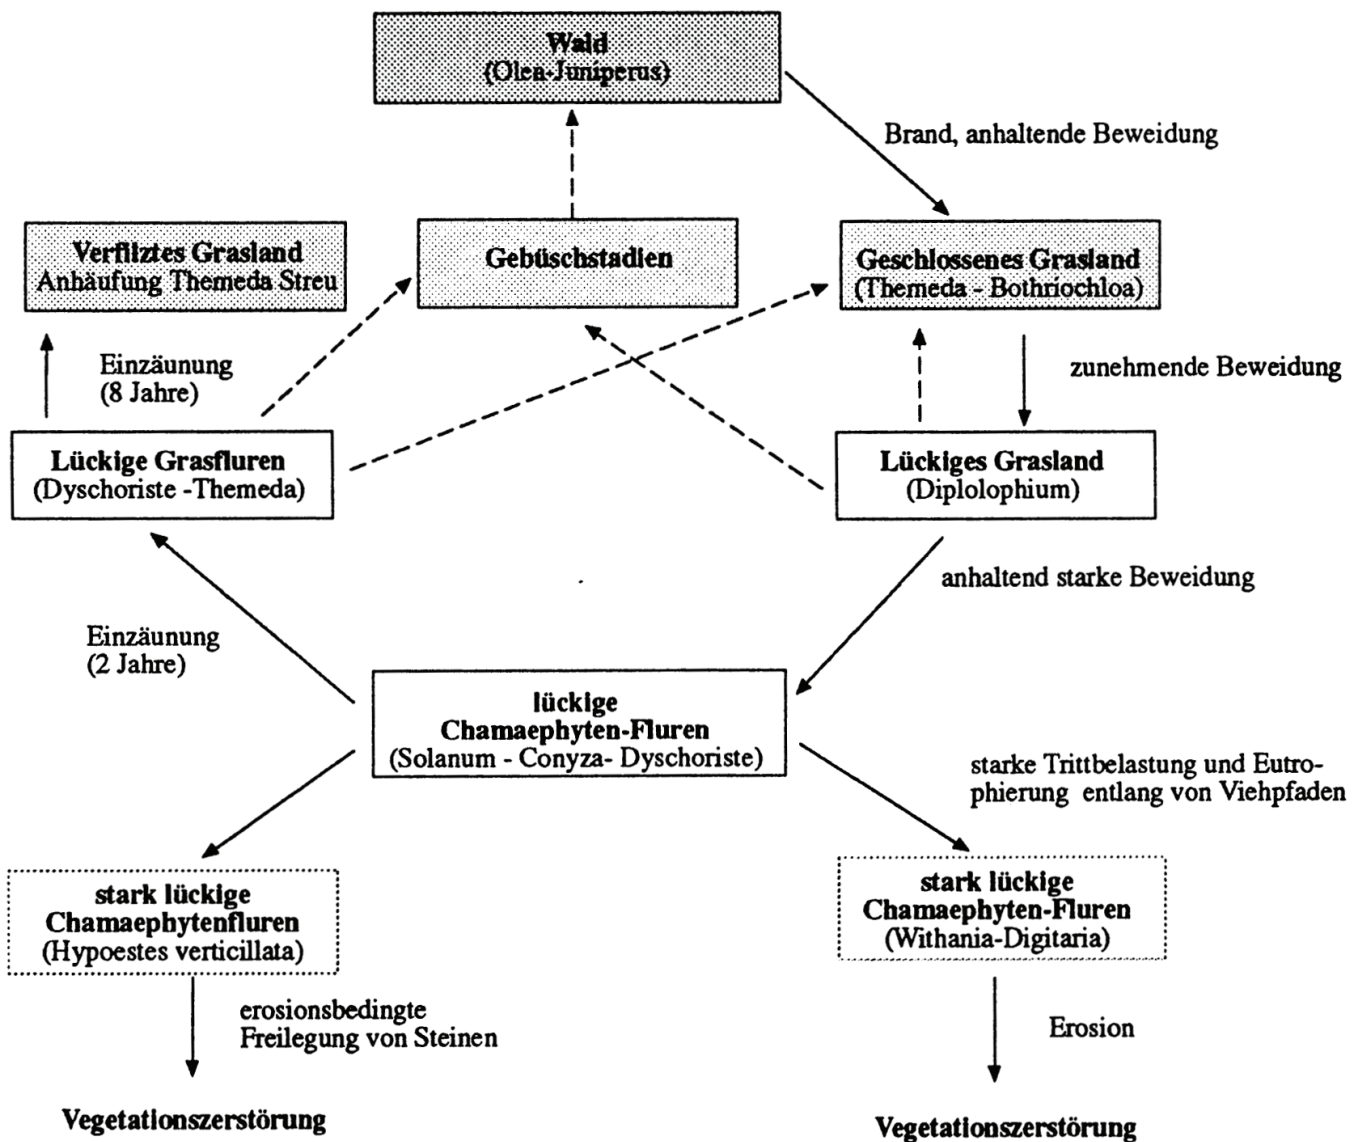 Wald
(Olea-Juniperus)
Brand, anhaltende Beweidung
Verfilztes Grasland
Anhäufung Themeda Streu
Gebüschstadien
Geschlossenes Grasland
(Themeda - Bothriochloa)
Einzäunung
(8 Jahre)
zunehmende Beweidung
Lückige Grasfluren
(Dyschoriste -Themeda)
Lückiges Grasland
(Diplolophium)
anhaltend starke Beweidung
Einzäunung
(2 Jahre)
lückige
Chamaephyten-Fluren
(Solanum - Conyza- Dyschoriste)
starke Trittbelastung und Eutro-
phierung entlang von Viehpfaden
stark lückige
Chamaephytenfluren
(Hypoestes verticillata)
stark lückige
Chamaephyten-Fluren
(Withania-Digitaria)
erosionsbedingte
Freilegung von Steinen
Erosion
Vegetationszerstörung
Vegetationszerstörung